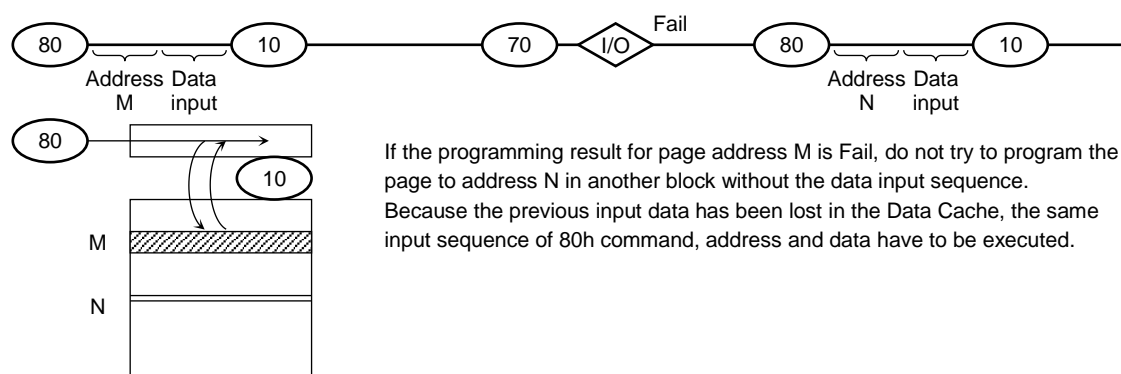 Fail
80 10 70 I/O 80 10
Address Data Address Data
M input N input
80
If the programming result for page address M is Fail, do not try to program the
10
page to address N in another block without the data input sequence.
Because the previous input data has been lost in the Data Cache, the same
M
input sequence of 80h command, address and data have to be executed.
N